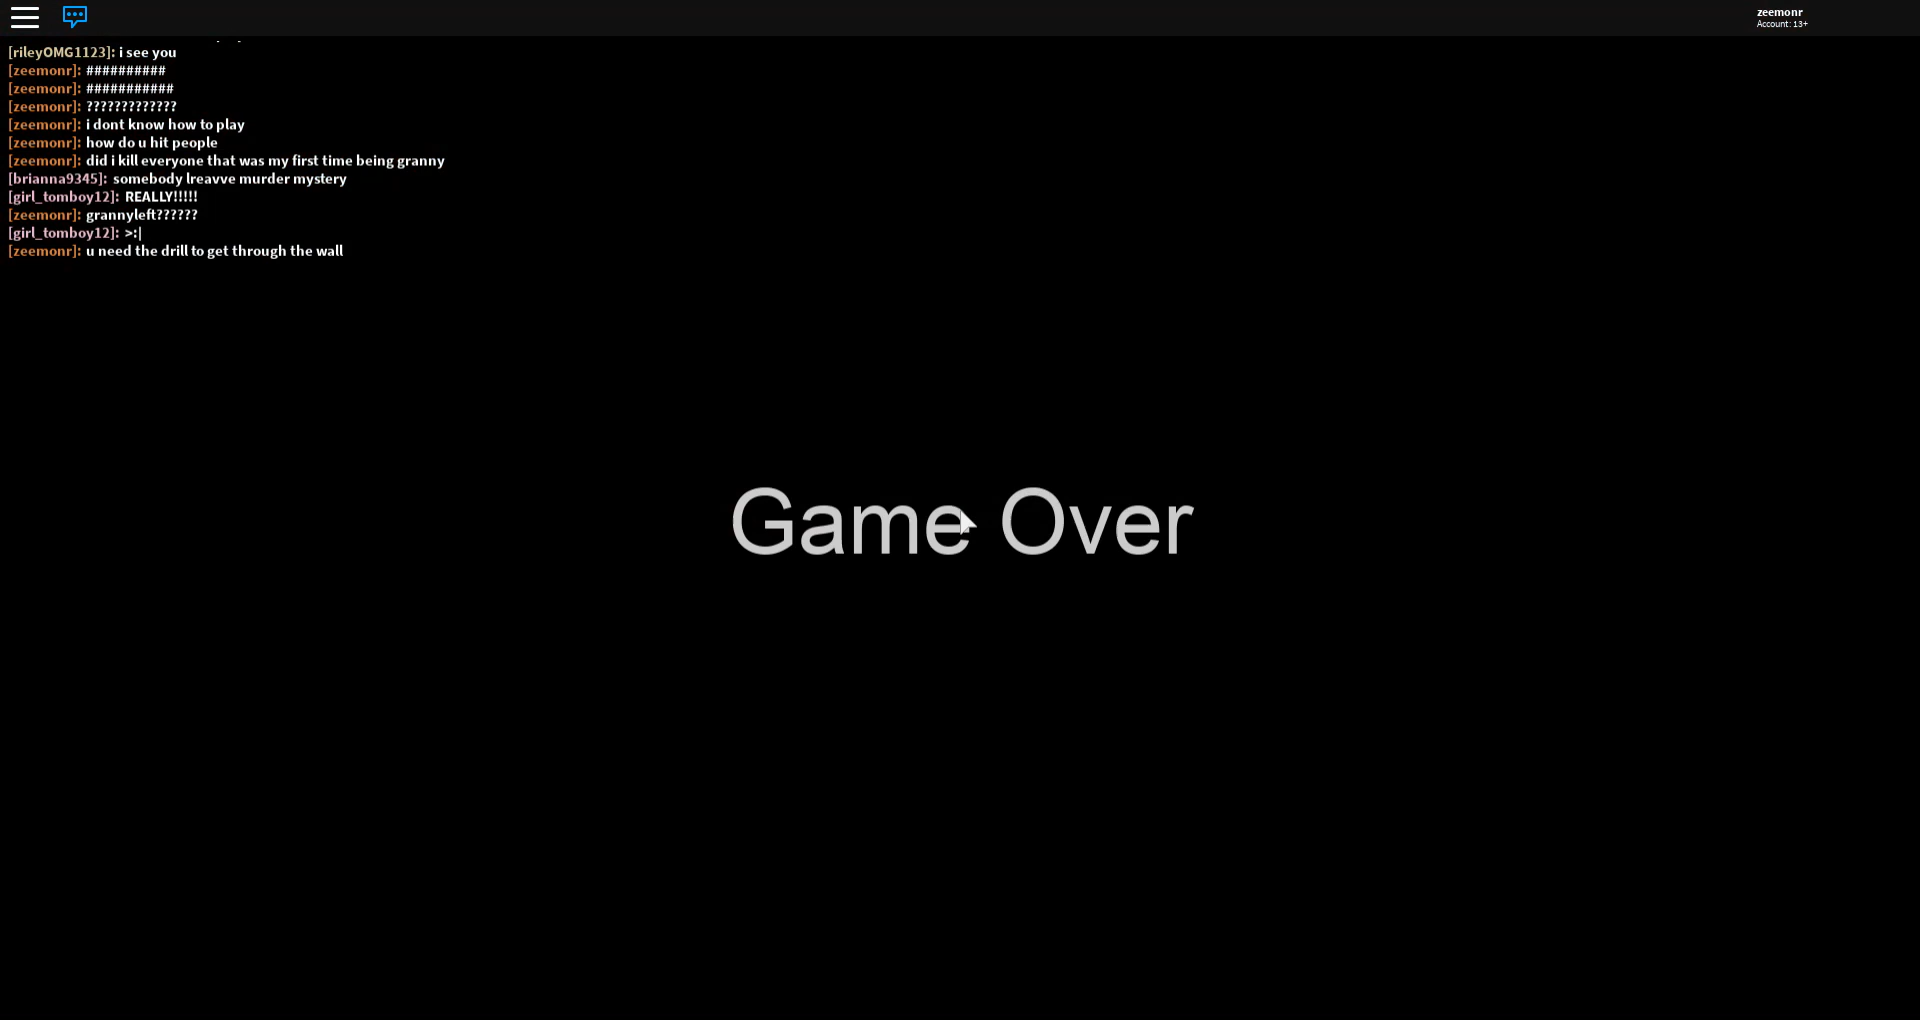 zeemonr
Account: 13+
[rileyOMG1123]: i see you
[zeemonr]: ##########
[zeemonr]: ###########
[zeemonr]: ?????????????
[zeemonr]: i dont know how to play
[zeemonr]: how do u hit people
[zeemonr]: did i kill everyone that was my first time being granny
[brianna9345]: somebody lreavve murder mystery
[girl_tomboy12]: REALLY!!!!!
[zeemonr]: grannyleft??????
[girl_tomboy12]: >:|
[zeemonr]: u need the drill to get through the wall
Game Over